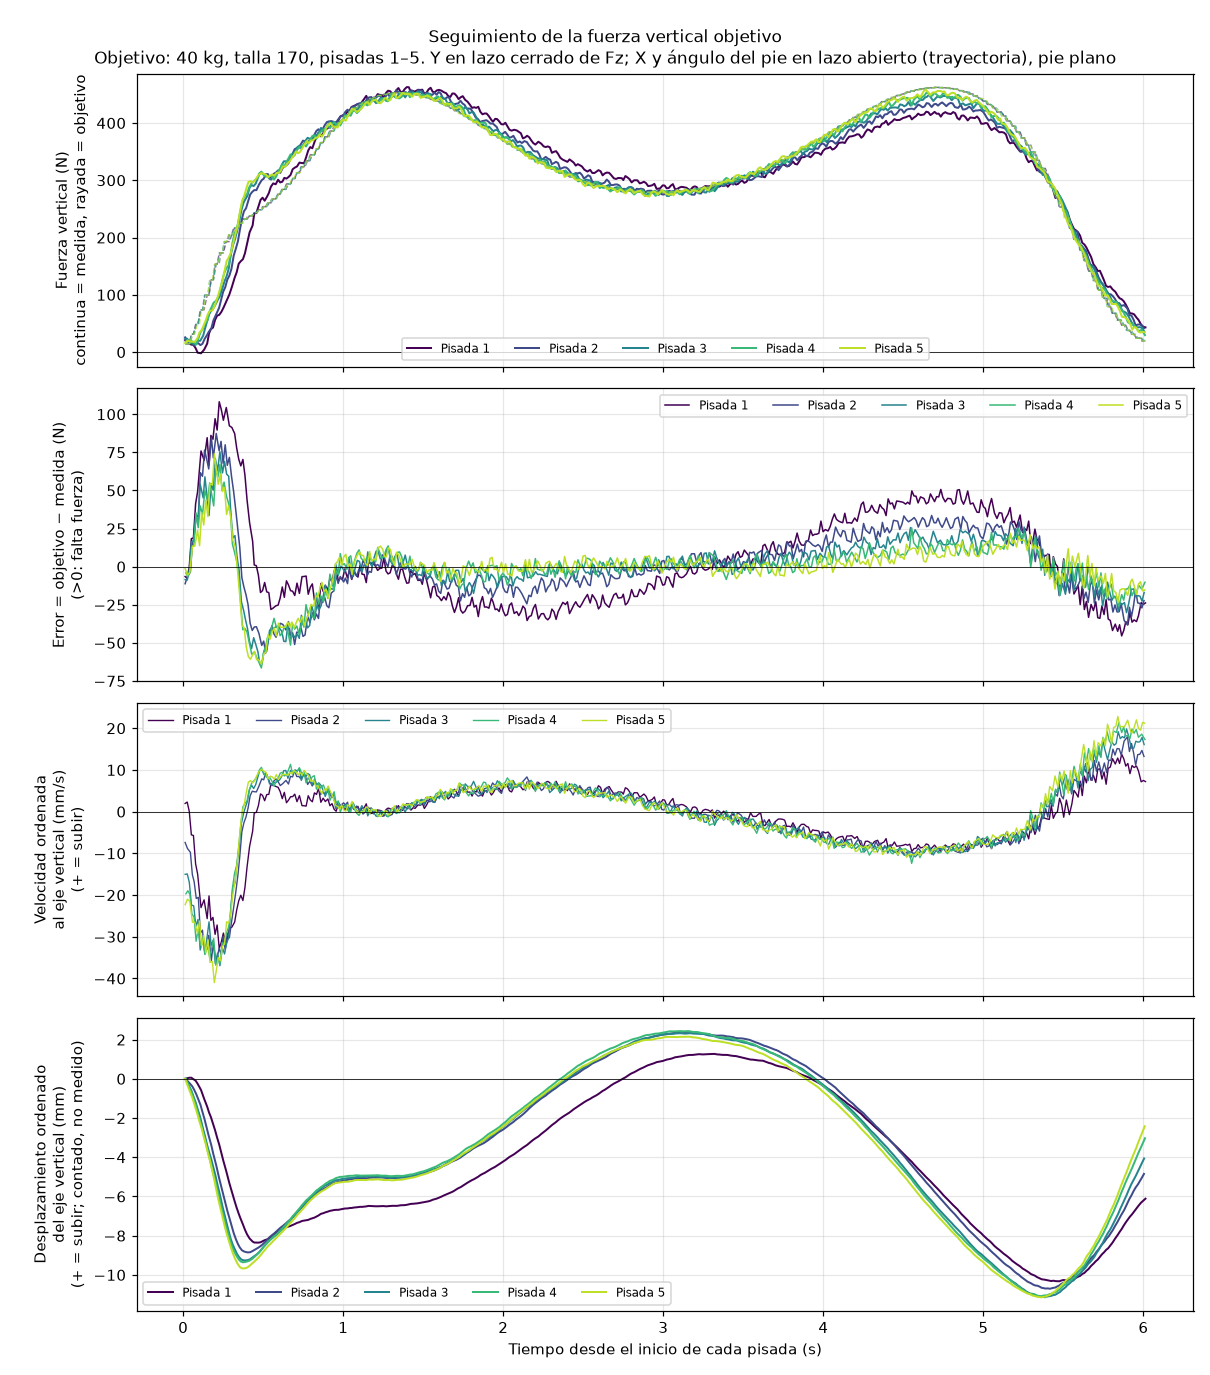 Seguimiento de la fuerza vertical objetivo
Objetivo: 40 kg, talla 170, pisadas 1–5. Y en lazo cerrado de Fz; X y ángulo del pie en lazo abierto (trayectoria), pie plano
Fuerza vertical (N)
continua = medida, rayada = objetivo
400
300
200
100
0
Pisada 1 Pisada 2 Pisada 3 Pisada 4 Pisada 5
Error = objetivo − medida (N)
(>0: falta fuerza)
100
75
50
25
0
−25
−50
−75
Pisada 1 Pisada 2 Pisada 3 Pisada 4 Pisada 5
Velocidad ordenada
al eje vertical (mm/s)
(+ = subir)
20
10
0
−10
−20
−30
−40
Pisada 1 Pisada 2 Pisada 3 Pisada 4 Pisada 5
Desplazamiento ordenado
del eje vertical (mm)
(+ = subir; contado, no medido)
2
0
−2
−4
−6
−8
−10
Pisada 1 Pisada 2 Pisada 3 Pisada 4 Pisada 5
0 1 2 3 4 5 6
Tiempo desde el inicio de cada pisada (s)